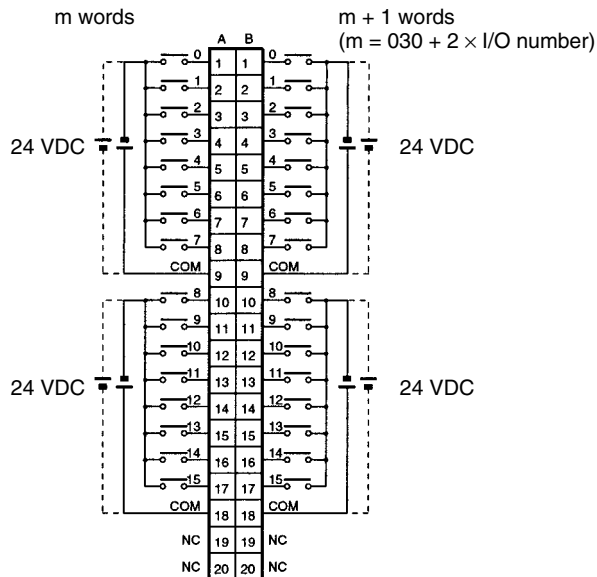 m words m + 1 words
(m = 030 + 2 × I/O number)
A B
0 1 1 0
1 2 2 1
2 3 3 2
3 4 4 3
24 VDC 24 VDC
4 5 5 4
5 6 6 5
6 7 7 6
7 8 8 7
COM 9 9 COM
8 10 10 8
9 11 11 9
10 12 12 10
11 13 13 11
24 VDC 24 VDC
12 14 14 12
13 15 15 13
14 16 16 14
15 17 17 15
COM 18 18 COM
NC 19 19 NC
NC 20 20 NC